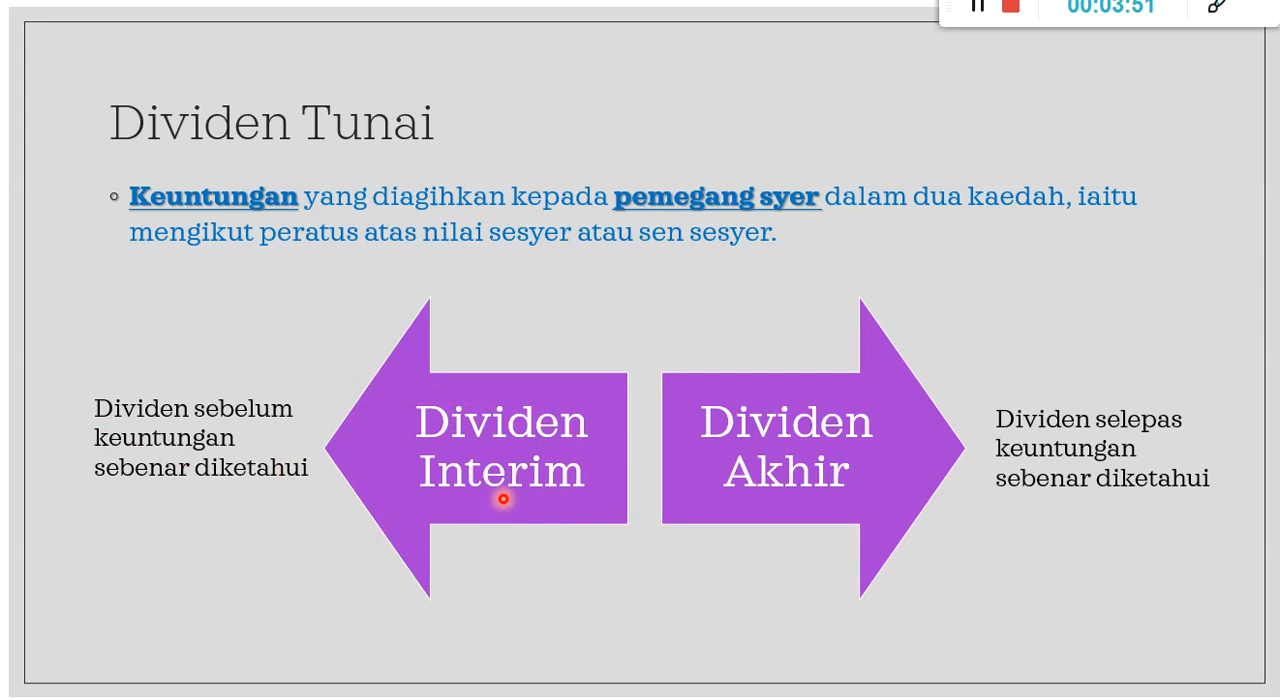 00:03:51
Dividen Tunai
Keuntungan yang diagihkan kepada pemegang syer dalam dua kaedah, iaitu
mengikut peratus atas nilai sesyer atau sen sesyer.
Dividen sebelum
keuntungan
sebenar diketahui
Dividen
Interim
Dividen
Akhir
Dividen selepas
keuntungan
sebenar diketahui